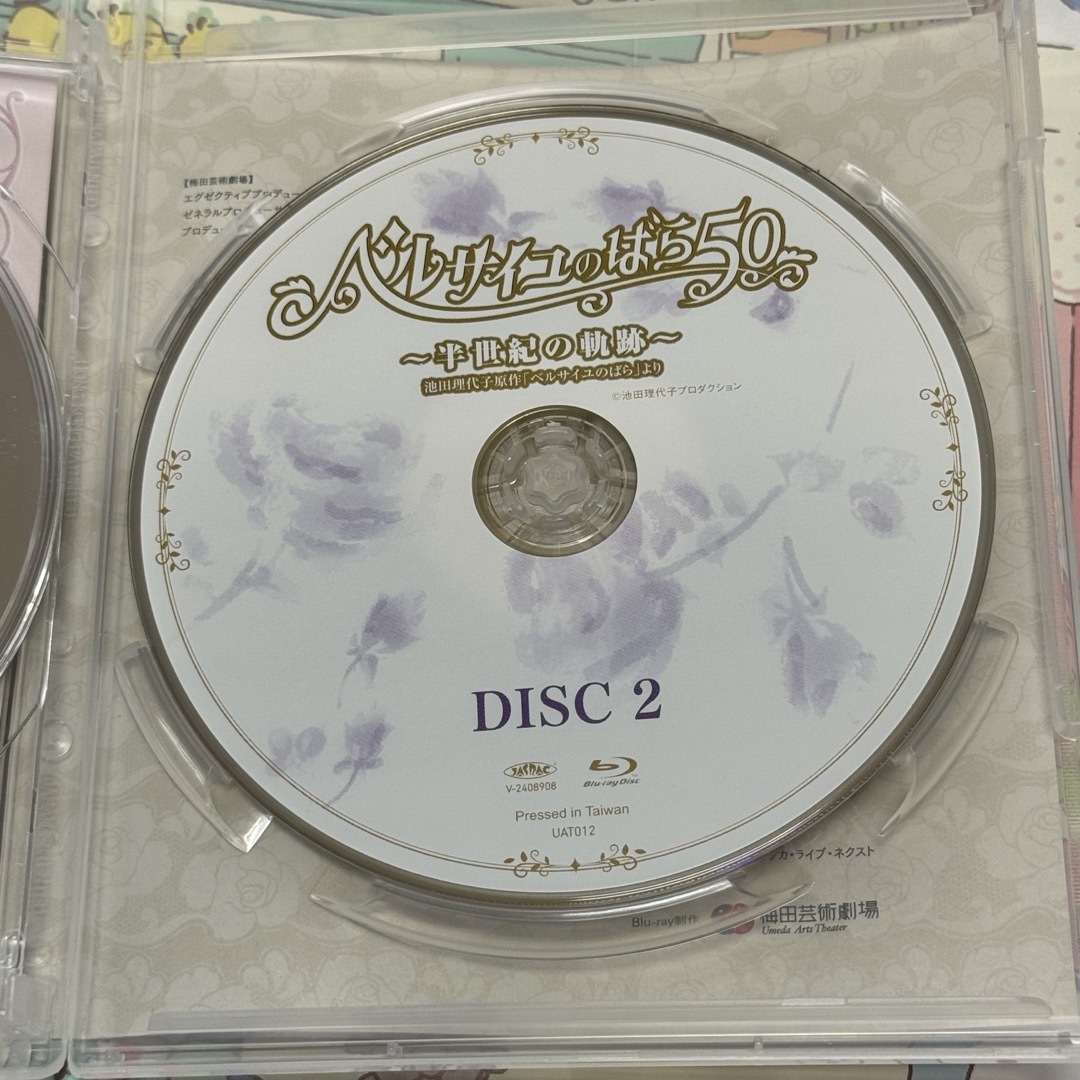 【梅田芸術劇場】
エグゼクティブプロデュー
ゼネラルプロデューサ
プロデュー
ベルサイユのばら50
～半世紀の軌跡～
池田理代子原作「ベルサイユのばら」より
©池田理代子プロダクション
DISC 2
JASRAC
V-2408908
Blu-ray Disc
Pressed in Taiwan
UAT012
カ・ライブ・ネクスト
Blu-ray制作 梅田芸術劇場
Umeda Arts Theater